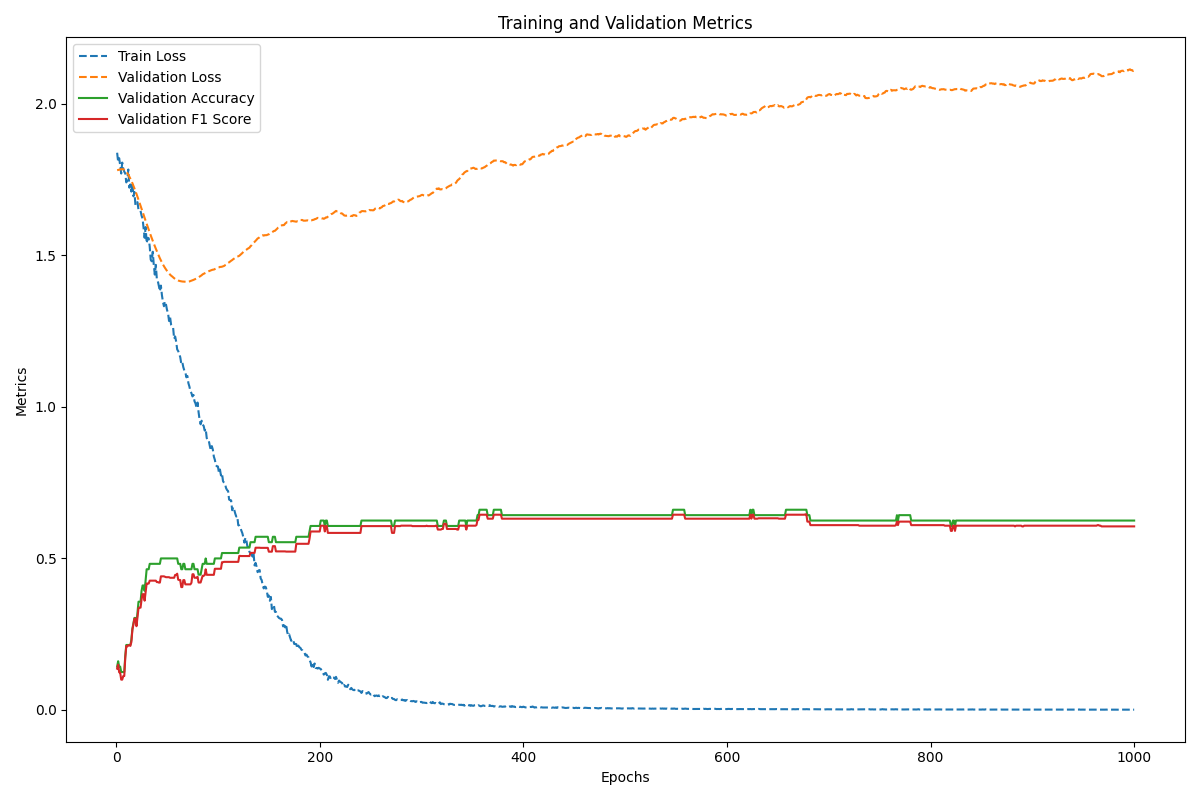 Training and Validation Metrics
Train Loss
Validation Loss
Validation Accuracy
Validation F1 Score
Metrics
2.0
1.5
1.0
0.5
0.0
0
200
400
600
800
1000
Epochs